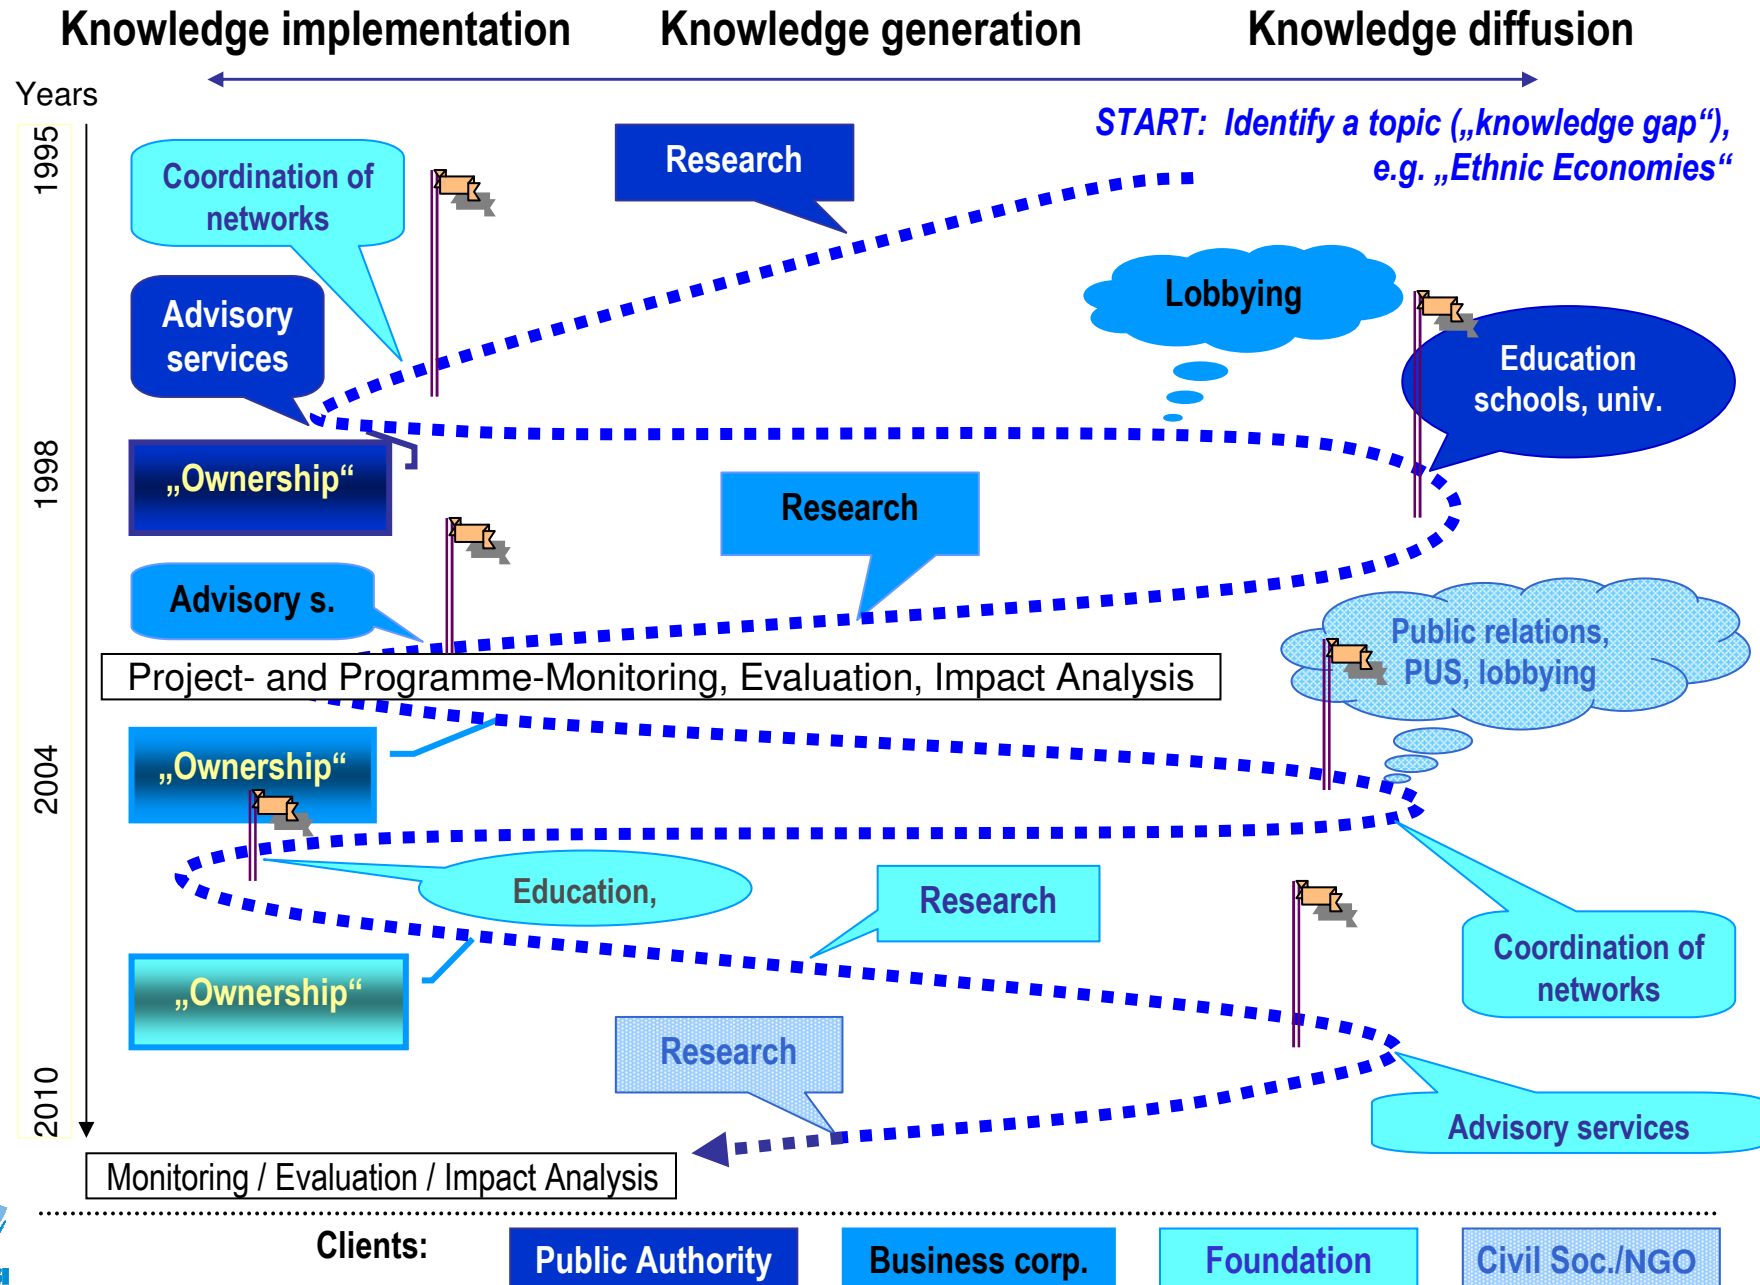 Knowledge implementation Knowledge generation Knowledge diffusion
Years
START: Identify a topic („knowledge gap“),
e.g. „Ethnic Economies“
1995
Coordination of
networks
Research
Lobbying
Advisory
services
Education
schools, univ.
1998
„Ownership“
Research
Advisory s.
Public relations,
PUS, lobbying
Project- and Programme-Monitoring, Evaluation, Impact Analysis
2004
„Ownership“
Education,
Research
Coordination of
networks
„Ownership“
Research
2010
Advisory services
Monitoring / Evaluation / Impact Analysis
Clients:
Public Authority
Business corp.
Foundation
Civil Soc./NGO